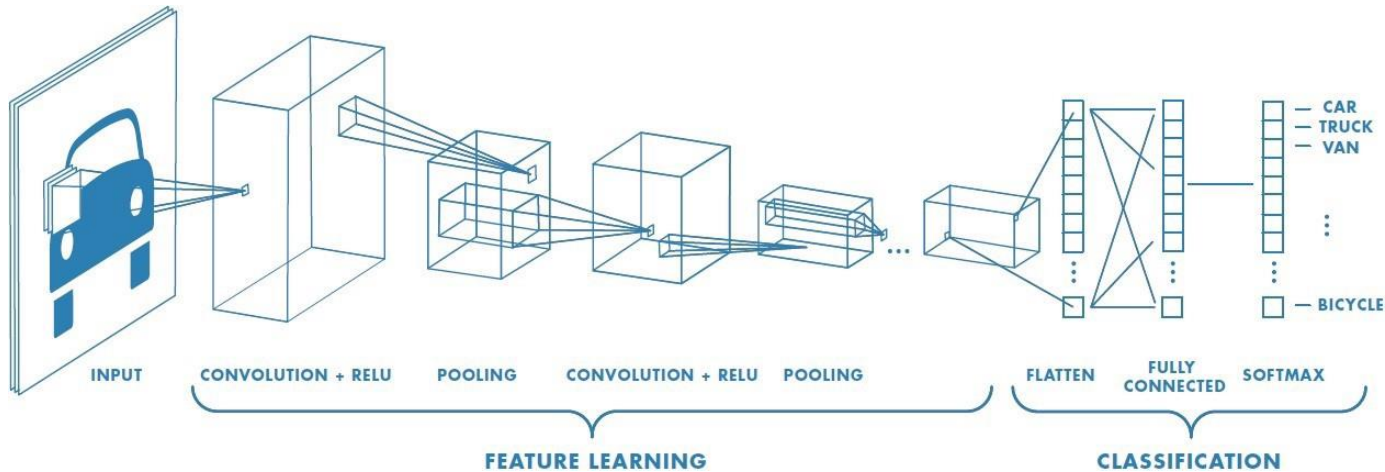 CAR
TRUCK
VAN
BICYCLE
INPUT
CONVOLUTION + RELU
POOLING
CONVOLUTION + RELU
POOLING
FLATTEN
FULLY
CONNECTED
SOFTMAX
FEATURE LEARNING
CLASSIFICATION